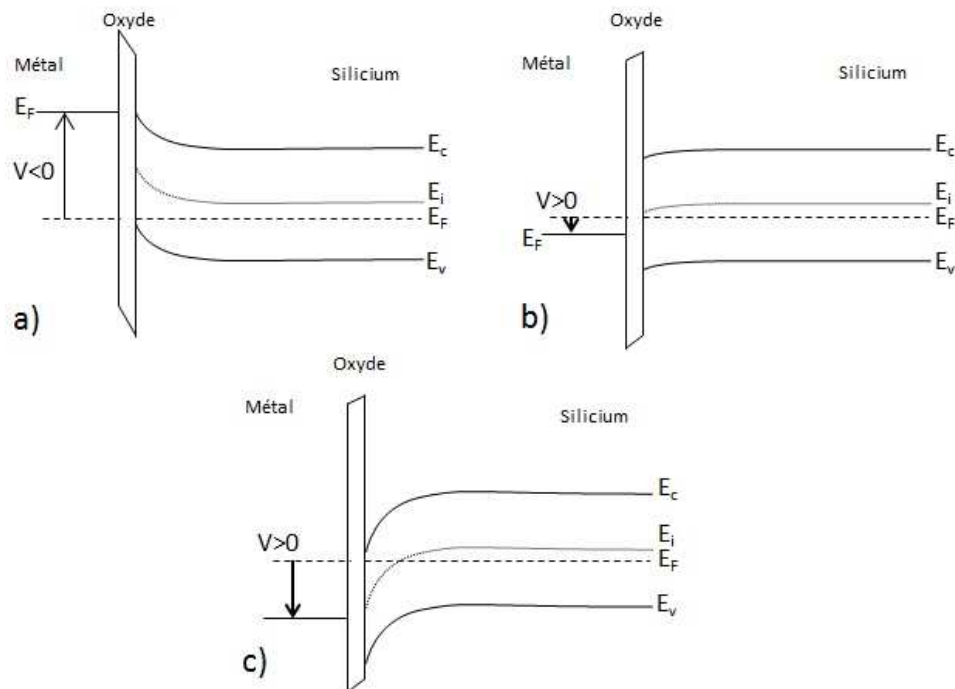 Oxyde
Métal
Silicium
E_F
V<0
E_c
E_i
E_F
E_v
a)
Oxyde
Métal
Silicium
V>0
E_F
E_c
E_i
E_F
E_v
b)
Oxyde
Métal
Silicium
V>0
E_c
E_i
E_F
E_v
c)